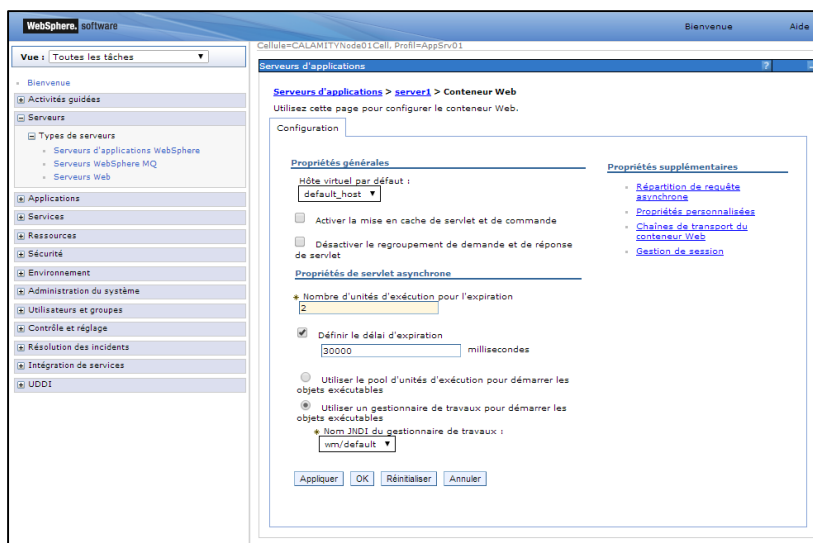 WebSphere. software
Bienvenue Aide
Cellule=CALAMITYNode01Cell, Profil=AppSrv01
Vue : Toutes les tâches
Bienvenue
Activités guidées
Serveurs
Types de serveurs
Serveurs d'applications WebSphere
Serveurs WebSphere MQ
Serveurs Web
Applications
Services
Ressources
Sécurité
Environnement
Administration du système
Utilisateurs et groupes
Contrôle et réglage
Résolution des incidents
Intégration de services
UDDI
Serveurs d'applications ?
Serveurs d'applications > server1 > Conteneur Web
Utilisez cette page pour configurer le conteneur Web.
Configuration
Propriétés générales
Hôte virtuel par défaut :
default_host
Activer la mise en cache de servlet et de commande
Désactiver le regroupement de demande et de réponse
de servlet
Propriétés de servlet asynchrone
* Nombre d'unités d'exécution pour l'expiration
2
Définir le délai d'expiration
30000 millisecondes
Utiliser le pool d'unités d'exécution pour démarrer les
objets exécutables
Utiliser un gestionnaire de travaux pour démarrer les
objets exécutables
* Nom JNDI du gestionnaire de travaux :
wm/default
Appliquer OK Réinitialiser Annuler
Propriétés supplémentaires
Répartition de requête
asynchrone
Propriétés personnalisées
Chaînes de transport du
conteneur Web
Gestion de session